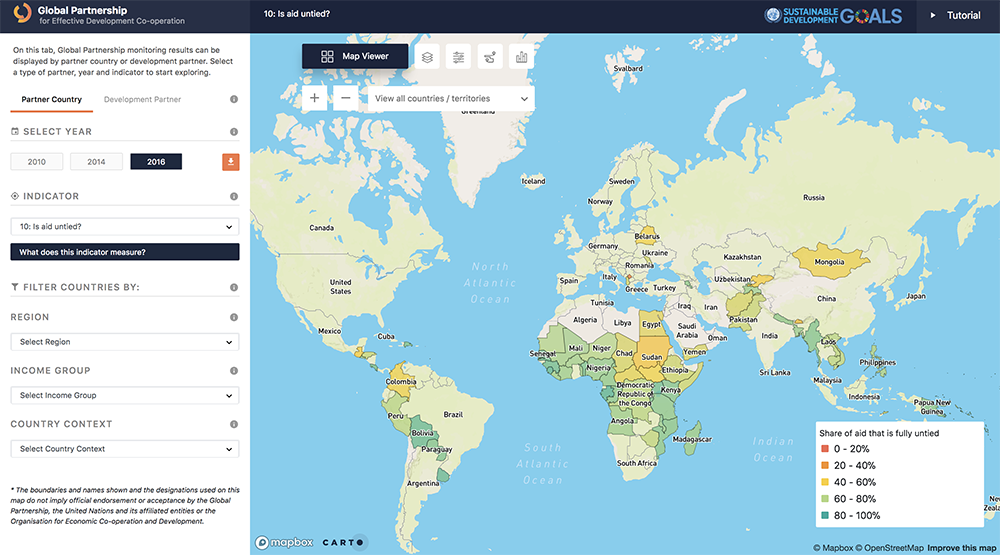 Global Partnership
for Effective Development Co-operation
10: Is aid untied?
SUSTAINABLE
DEVELOPMENT
GOALS
Tutorial
On this tab, Global Partnership monitoring results can be
displayed by partner country or development partner. Select
a type of partner, year and indicator to start exploring.
Partner Country
Development Partner
SELECT YEAR
2010
2014
2016
INDICATOR
10: Is aid untied?
What does this indicator measure?
FILTER COUNTRIES BY:
REGION
Select Region
INCOME GROUP
Select Income Group
COUNTRY CONTEXT
Select Country Context
* The boundaries and names shown and the designations used on this
map do not imply official endorsement or acceptance by the Global
Partnership, the United Nations and its affiliated entities or the
Organisation for Economic Co-operation and Development.
Map Viewer
View all countries / territories
Greenland
Svalbard
Iceland
Sweden
Norway
Russia
Canada
Belarus
Germany
Ukraine
Kazakhstan
Mongolia
Romania
Italy
Uzbekistan
United
States
North
Atlantic
Ocean
Spain
Greece
Turkey
China
Japan
Tunisia
Iraq
Iran
Algeria
Libya
Egypt
Saudi
Arabia
Pakistan
Oman
India
Mexico
Cuba
Mali
Niger
Chad
Sudan
Yemen
Laos
Senegal
Nigeria
Ethiopia
Philippines
Sri Lanka
Colombia
Democratic
Republic of
the Congo
Kenya
Malaysia
Indonesia
Papua New
Guinea
Peru
Brazil
Angola
Bolivia
Madagascar
Paraguay
South
Atlantic
Ocean
Indian
Ocean
South Africa
Argentina
Ne
Zeala
Share of aid that is fully untied
0 - 20%
20 - 40%
40 - 60%
60 - 80%
80 - 100%
mapbox
CARTO
© Mapbox © OpenStreetMap Improve this map